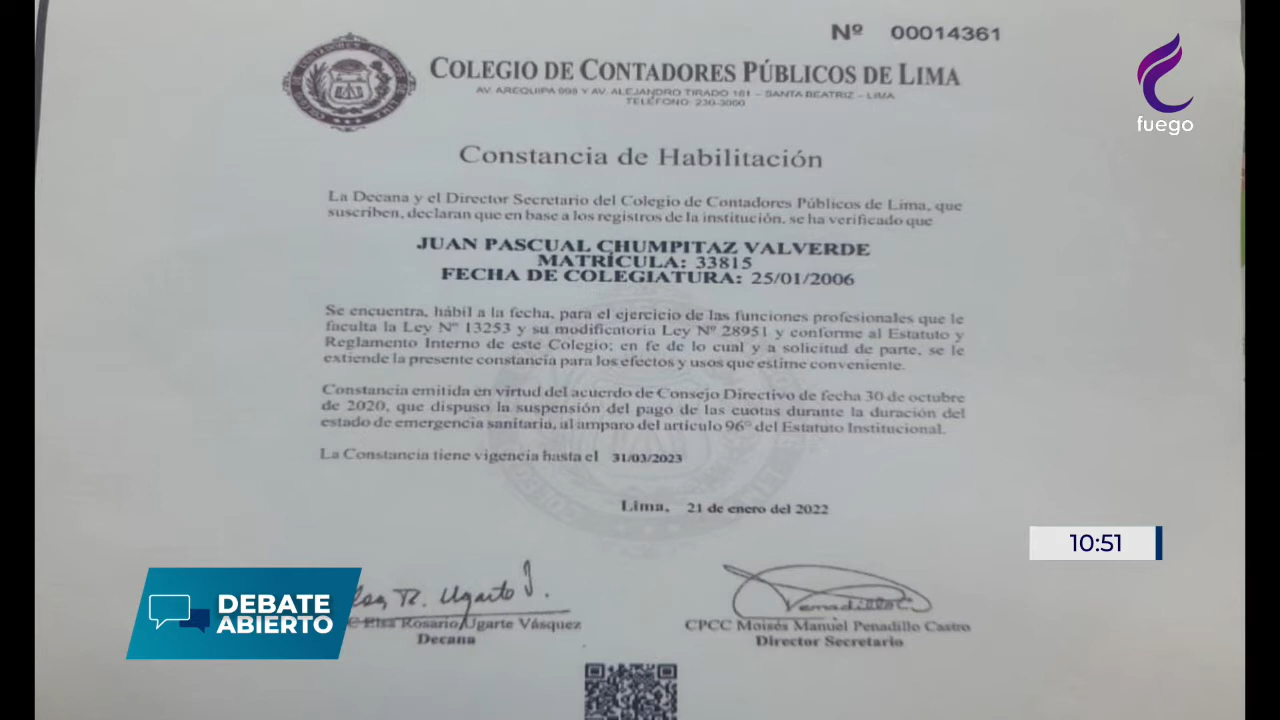 Nº 00014361
COLEGIO DE CONTADORES PÚBLICOS DE LIMA
AV. AREQUIPA 998 Y AV. ALEJANDRO TIRADO 181 – SANTA BEATRIZ – LIMA
TELÉFONO: 230-3000
fuego
Constancia de Habilitación
La Decana y el Director Secretario del Colegio de Contadores Públicos de Lima, que
suscriben, declaran que en base a los registros de la institución, se ha verificado que
JUAN PASCUAL CHUMPITAZ VALVERDE
MATRÍCULA: 33815
FECHA DE COLEGIATURA: 25/01/2006
Se encuentra, hábil a la fecha, para el ejercicio de las funciones profesionales que le
faculta la Ley Nº 13253 y su modificatoria Ley Nº 28951 y conforme al Estatuto y
Reglamento Interno de este Colegio; en fe de lo cual y a solicitud de parte, se le
extiende la presente constancia para los efectos y usos que estime conveniente.
Constancia emitida en virtud del acuerdo de Consejo Directivo de fecha 30 de octubre
de 2020, que dispuso la suspensión del pago de las cuotas durante la duración del
estado de emergencia sanitaria, al amparo del artículo 96° del Estatuto Institucional.
La Constancia tiene vigencia hasta el 31/03/2023
Lima, 21 de enero del 2022
10:51
DEBATE
ABIERTO
Elsa R. Ugarte
Elsa Rosario Ugarte Vásquez
Decana
CPCC Moisés Manuel Penadillo Castro
Director Secretario